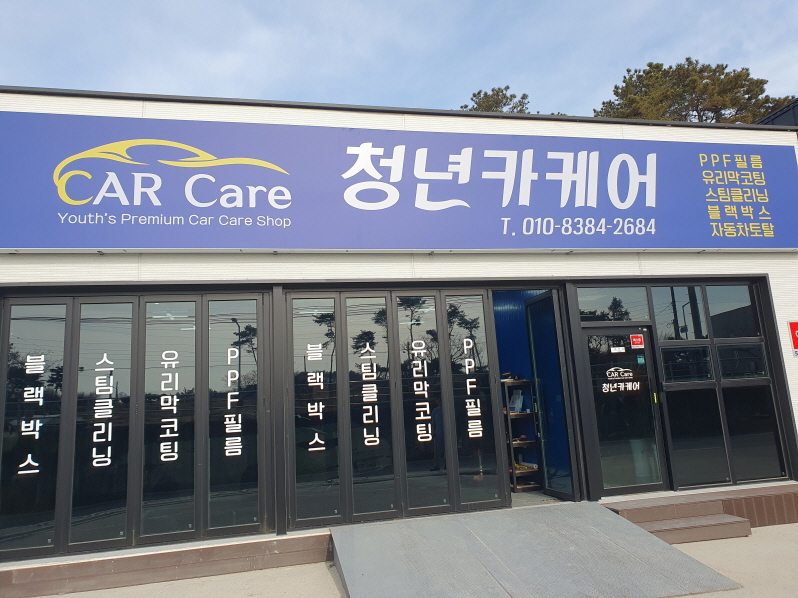 CAR Care
Youth's Premium Car Care Shop
청년카케어
T. 010-8384-2684
PPF필름
유리막코팅
스팀클리닝
블랙박스
자동차토탈
블랙박스
스팀클리닝
유리막코팅
PPF필름
블랙박스
스팀클리닝
유리막코팅
PPF필름
CAR Care
청년카케어